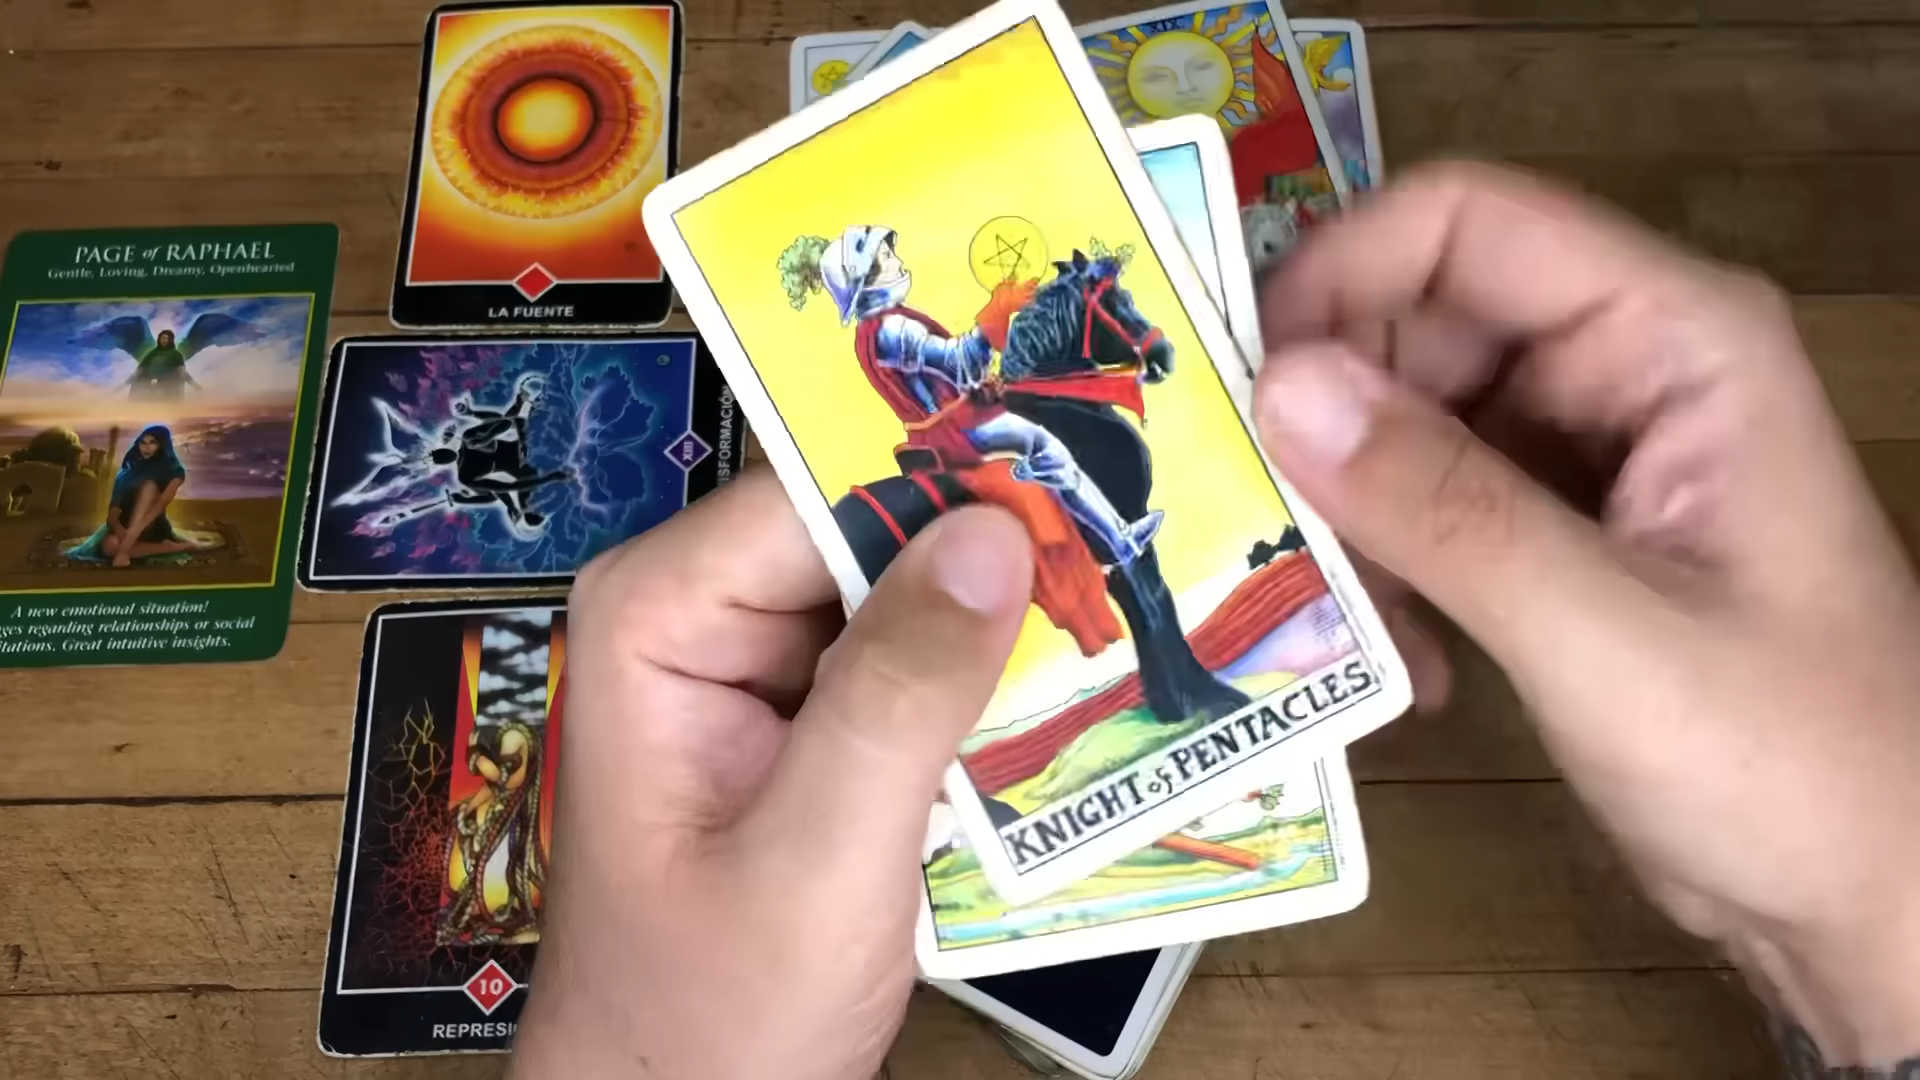 PAGE of RAPHAEL
Gentle, Loving, Dreamy, Openhearted
A new emotional situation!
ges regarding relationships or social
itations. Great intuitive insights.
LA FUENTE
XIII
SFORMACIÓN
10
REPRESI
XIX
KNIGHT of PENTACLES